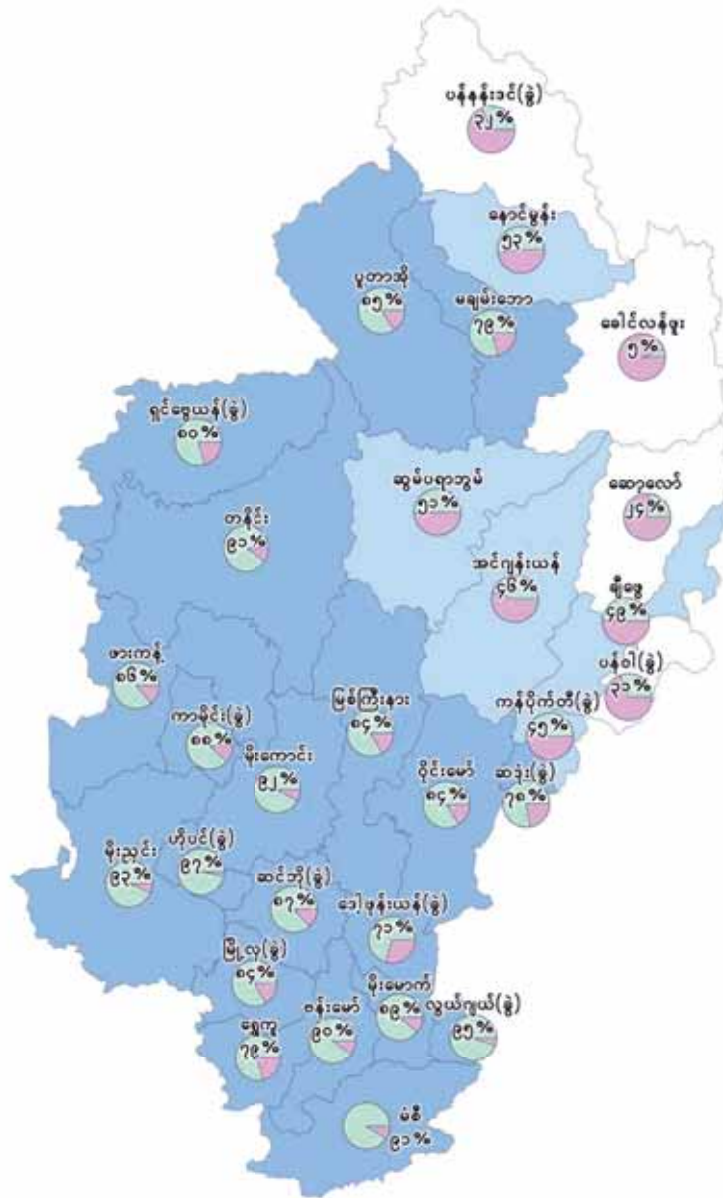 ပန်နန်းဒင်(ခွဲ)
၃၂%
နောင်မွန်း
၅၃%
ပူတာအို
၈၅%
မချမ်းဘော
၇၉%
ခေါင်လန်ဖူး
၅%
ရှင်ဗွေယန်(ခွဲ)
၈၀%
ဆွမ်ပရာဘွမ်
၅၁%
ဆော့လော်
၂၄%
တနိုင်း
၉၁%
အင်ဂျန်းယန်
၄၆%
ချီဖွေ
၄၉%
ဖားကန့်
၈၆%
ပန်ဝါ(ခွဲ)
၃၁%
ကာမိုင်း(ခွဲ)
၈၈%
မြစ်ကြီးနား
၈၄%
ကန်ပိုက်တီ(ခွဲ)
၄၅%
မိုးကောင်း
၉၂%
ဝိုင်းမော်
၈၄%
ဆဒုံး(ခွဲ)
၇၈%
မိုးညှင်း
၉၃%
ဟိုပင်(ခွဲ)
၉၇%
ဆင်ဘို(ခွဲ)
၈၇%
ဒေါ့ဖုန်းယန်(ခွဲ)
၇၁%
မြို့လှ(ခွဲ)
၈၄%
မိုးမောက်
၈၉%
လွယ်ဂျယ်(ခွဲ)
၉၅%
ရွှေကူ
၇၉%
ဗန်းမော်
၉၀%
မံစီ
၉၁%